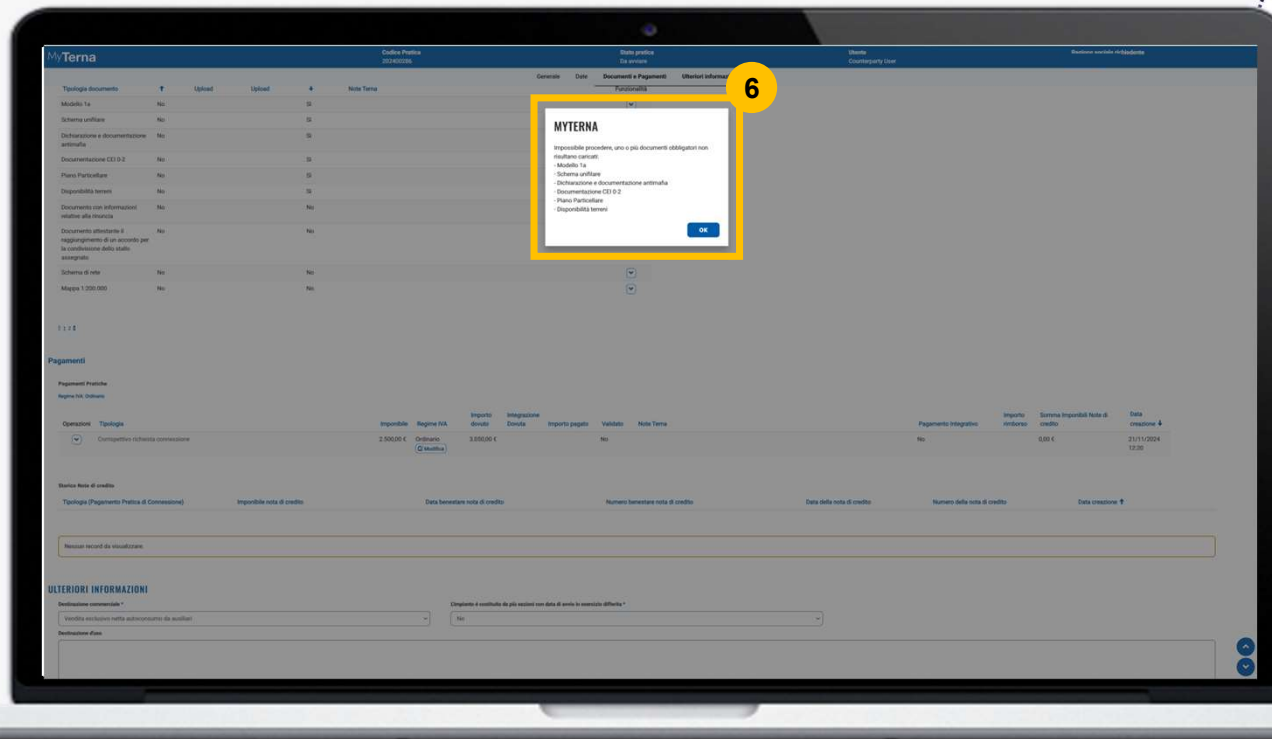 MyTerna
Codice Pratica
202400286
Stato pratica
Da avviare
Utente
Counterparty User
Ragione sociale richiedente
Generale Date Documenti e Pagamenti Ulteriori informaz
6
Tipologia documento ↑ Upload Upload ↓ Note Terna Funzionalità
Modello 1a No Sì
Schema unifilare No Sì
Dichiarazione e documentazione antimafia No Sì
Documentazione CEI 0-2 No Sì
Piano Particellare No Sì
Disponibilità terreni No Sì
Documento con informazioni relative alla rinuncia No No
Documento attestante il raggiungimento di un accordo per la condivisione dello stallo assegnato No No
Schema di rete No No
Mappa 1:200.000 No No
MYTERNA
Impossibile procedere, uno o più documenti obbligatori non
risultano caricati:
- Modello 1a
- Schema unifilare
- Dichiarazione e documentazione antimafia
- Documentazione CEI 0-2
- Piano Particellare
- Disponibilità terreni
OK
Pagamenti
Pagamenti Pratiche
Regime IVA: Ordinario
Operazioni Tipologia Imponibile Regime IVA Importo dovuto Integrazione Dovuta Importo pagato Validato Note Terna Pagamento Integrativo Importo rimborso Somma Imponibili Note di credito Data creazione ↓
Corrispettivo richiesta connessione 2.500,00 € Ordinario Modifica 3.050,00 € No No 0,00 € 21/11/2024 12:20
Storico Note di credito
Tipologia (Pagamento Pratica di Connessione) Imponibile nota di credito Data benestare nota di credito Numero benestare nota di credito Data della nota di credito Numero della nota di credito Data creazione ↑
Nessun record da visualizzare.
ULTERIORI INFORMAZIONI
Destinazione commerciale *
L'impianto è costituito da più sezioni con data di avvio in esercizio differita *
Vendita esclusivo netta autoconsumo da ausiliari
No
Destinazione d'uso